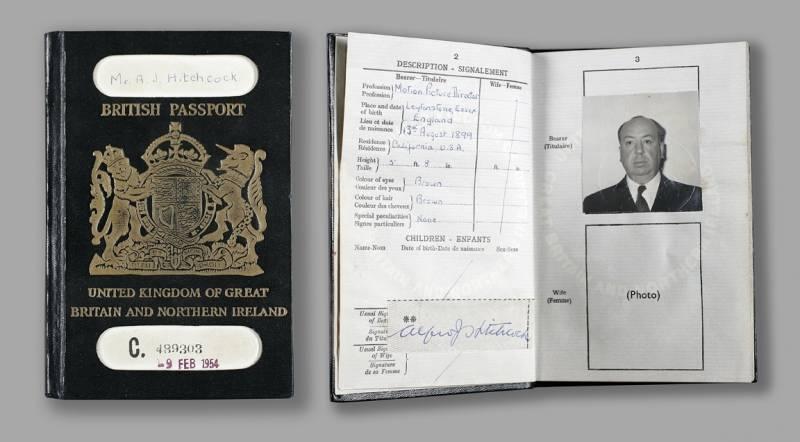 Mr. A. J. Hitchcock
BRITISH PASSPORT
UNITED KINGDOM OF GREAT
BRITAIN AND NORTHERN IRELAND
C. 489303
-9 FEB 1954
2
DESCRIPTION - SIGNALEMENT
Bearer—Titulaire Wife—Femme
Profession
Profession
Motion Picture Director
Place and date
of birth
Lieu et date
de naissance
Leytonstone, Essex
England
13th August 1899
Residence
Résidence
California U.S.A.
Height
Taille
5 ft. 8 in. ft. in.
Colour of eyes
Couleur des yeux
Brown
Colour of hair
Couleur des cheveux
Brown
Special peculiarities
Signes particuliers
None
CHILDREN - ENFANTS
Name-Nom Date of birth-Date de naissance Sex-Sexe
Usual Sig
of
Signatu
du Titu
**
Alfred J Hitchcock
Usual Sig
of Wife
Signature
de sa Femme
3
Bearer
(Titulaire)
Wife
(Femme)
(Photo)